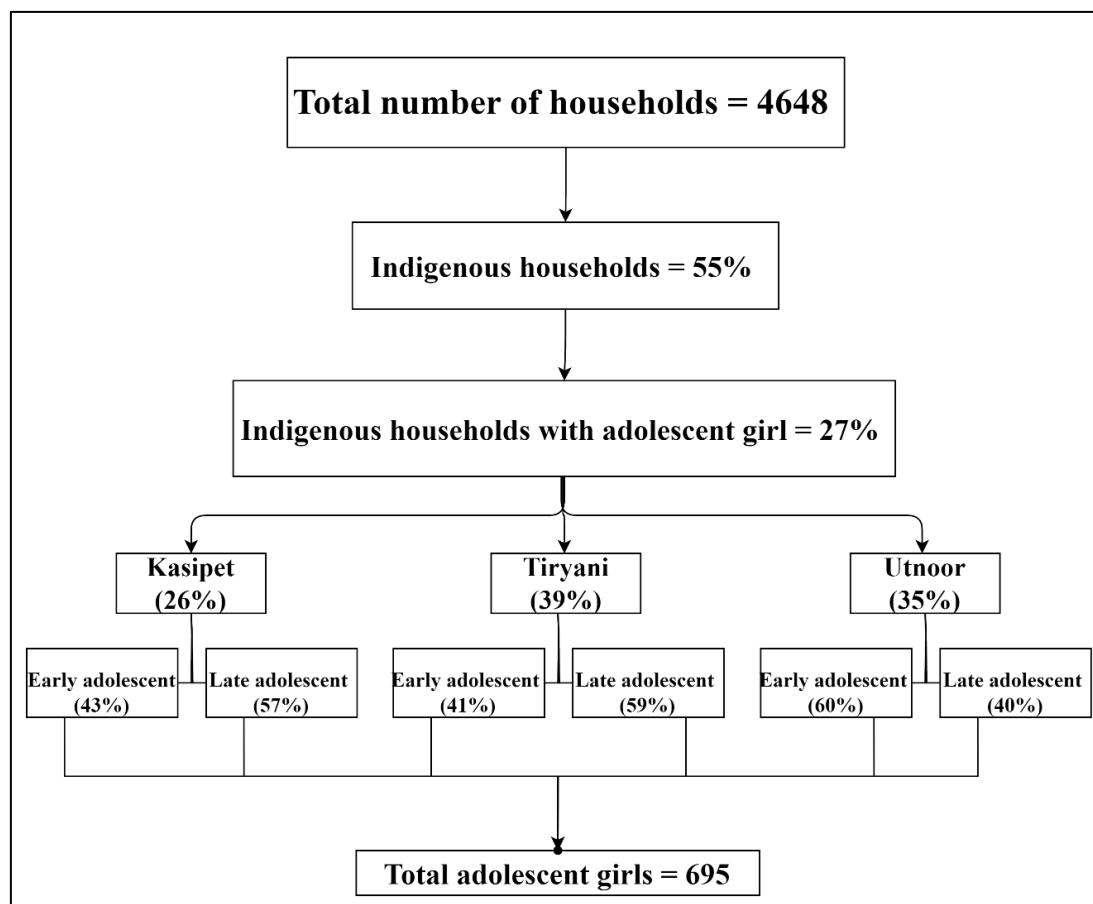 Total number of households = 4648
Indigenous households = 55%
Indigenous households with adolescent girl = 27%
Kasipet
(26%)
Tiryani
(39%)
Utnoor
(35%)
Early adolescent
(43%)
Late adolescent
(57%)
Early adolescent
(41%)
Late adolescent
(59%)
Early adolescent
(60%)
Late adolescent
(40%)
Total adolescent girls = 695